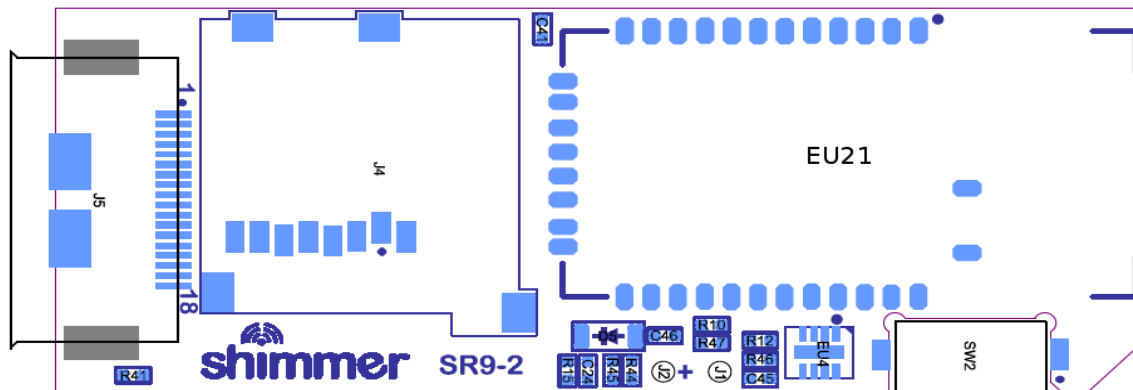 C41
1
EU21
J4
J5
18
D5
R10
C46
R47
R12
EU4
SW2
shimmer
SR9-2
R46
R41
R15
C24
R45
R44
J2
+
J1
C45